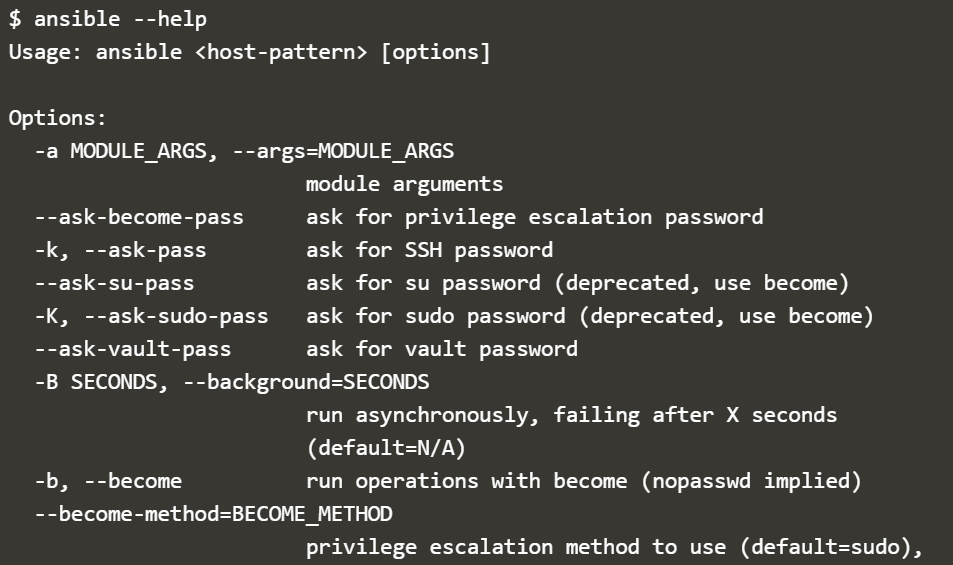 $ ansible --help
Usage: ansible <host-pattern> [options]

Options:
  -a MODULE_ARGS, --args=MODULE_ARGS
                        module arguments
  --ask-become-pass     ask for privilege escalation password
  -k, --ask-pass        ask for SSH password
  --ask-su-pass         ask for su password (deprecated, use become)
  -K, --ask-sudo-pass   ask for sudo password (deprecated, use become)
  --ask-vault-pass      ask for vault password
  -B SECONDS, --background=SECONDS
                        run asynchronously, failing after X seconds
                        (default=N/A)
  -b, --become          run operations with become (nopasswd implied)
  --become-method=BECOME_METHOD
                        privilege escalation method to use (default=sudo),